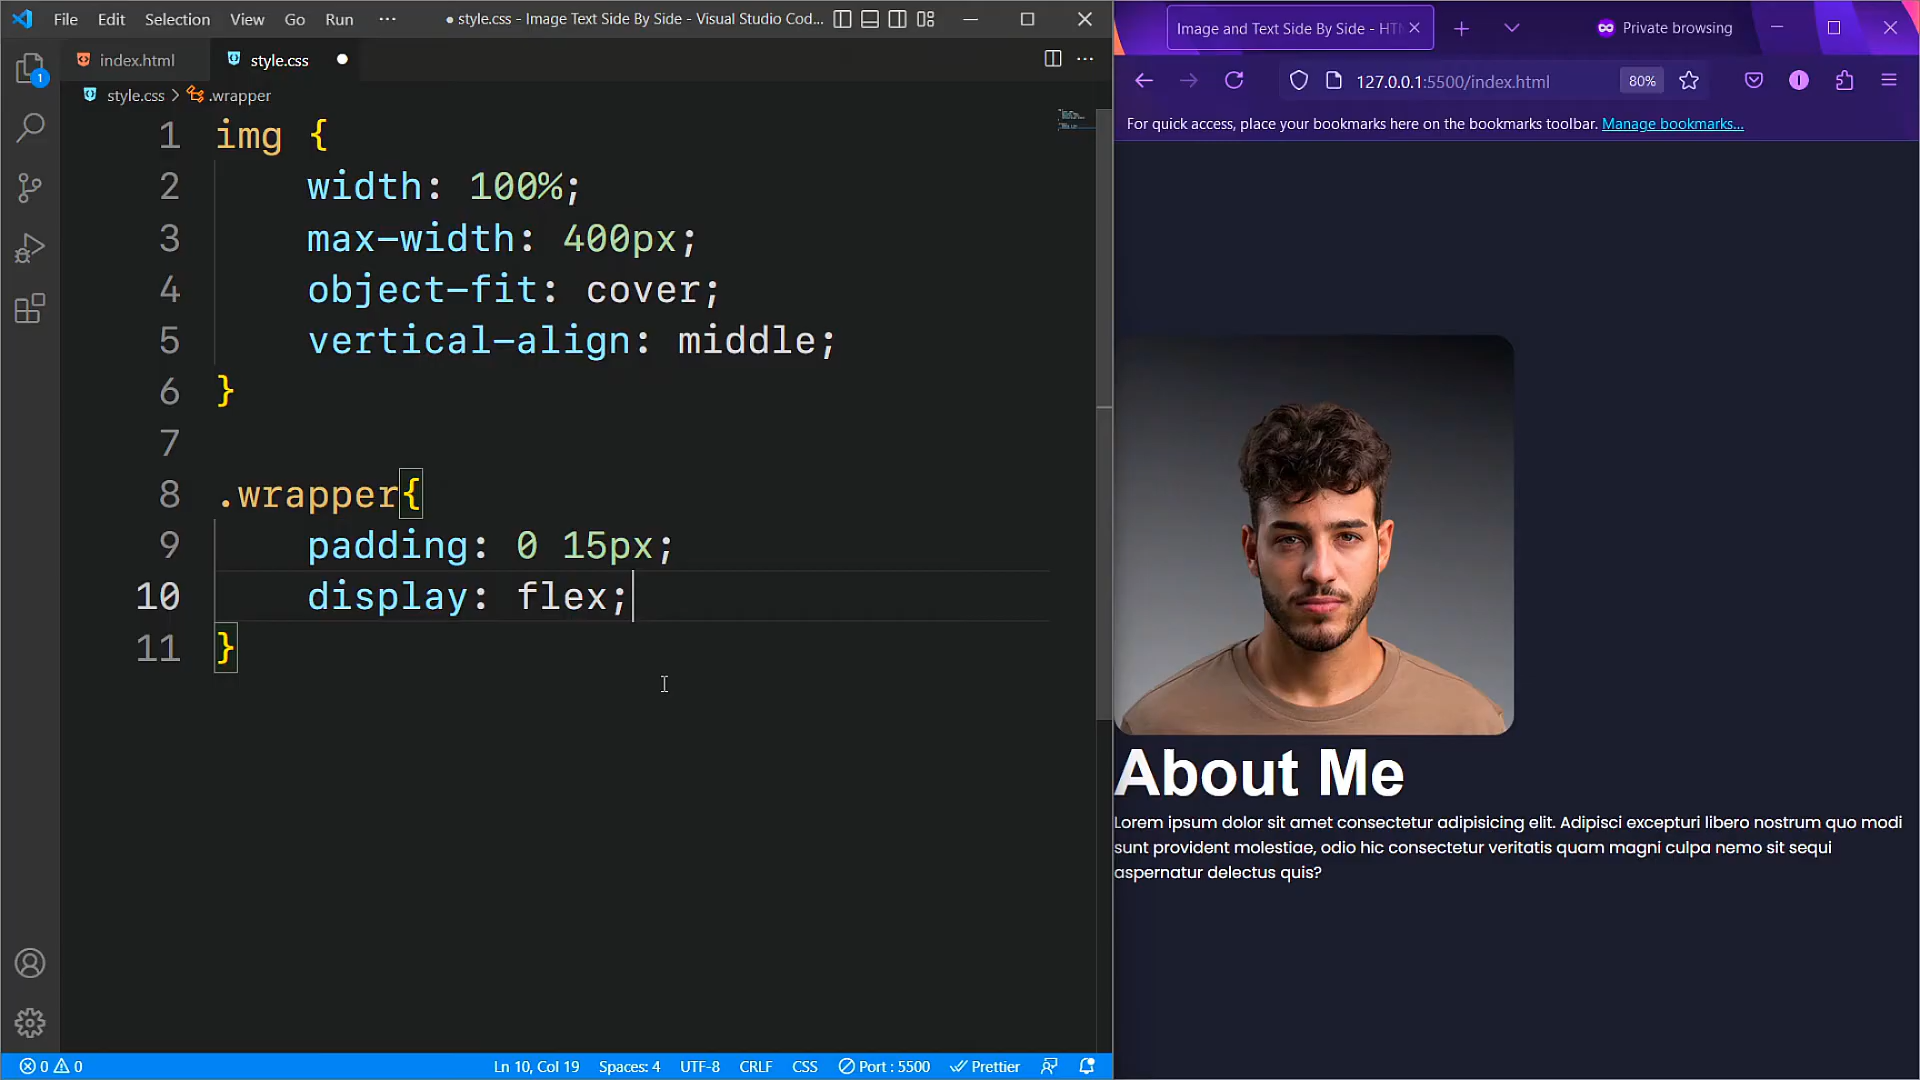 File Edit Selection View Go Run ··· ● style.css - Image Text Side By Side - Visual Studio Cod...
index.html style.css ●
style.css > .wrapper
1 img {
2 width: 100%;
3 max-width: 400px;
4 object-fit: cover;
5 vertical-align: middle;
6 }
7
8 .wrapper{
9 padding: 0 15px;
10 display: flex;
11 }
1
0 0 Ln 10, Col 19 Spaces: 4 UTF-8 CRLF CSS Port : 5500 Prettier
Image and Text Side By Side - HT Private browsing
127.0.0.1:5500/index.html 80%
For quick access, place your bookmarks here on the bookmarks toolbar. Manage bookmarks...
About Me
Lorem ipsum dolor sit amet consectetur adipisicing elit. Adipisci excepturi libero nostrum quo modi
sunt provident molestiae, odio hic consectetur veritatis quam magni culpa nemo sit sequi
aspernatur delectus quis?